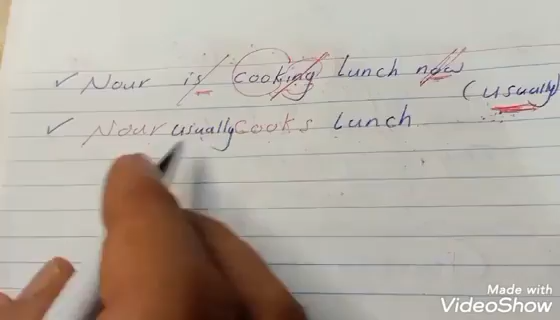 ✓ Nour is cooking lunch now
(usually)
✓ Nour usually cooks lunch
Made with
VideoShow